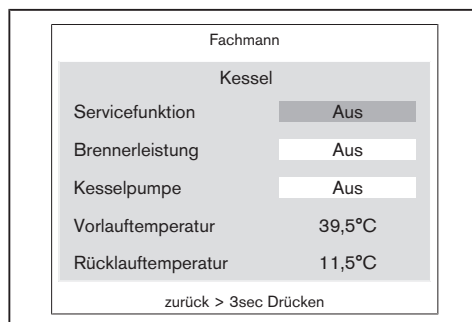 Fachmann
Kessel
Servicefunktion Aus
Brennerleistung Aus
Kesselpumpe Aus
Vorlauftemperatur 39,5°C
Rücklauftemperatur 11,5°C
zurück > 3sec Drücken